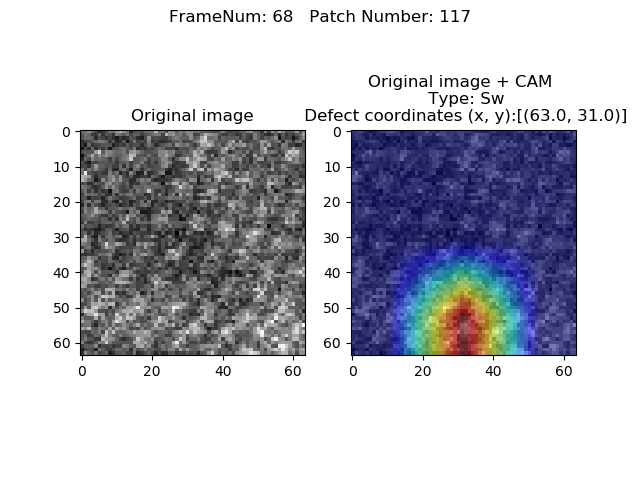 FrameNum: 68   Patch Number: 117
Original image
0
10
20
30
40
50
60
0 20 40 60
Original image + CAM
Type: Sw
Defect coordinates (x, y):[(63.0, 31.0)]
0
10
20
30
40
50
60
0 20 40 60